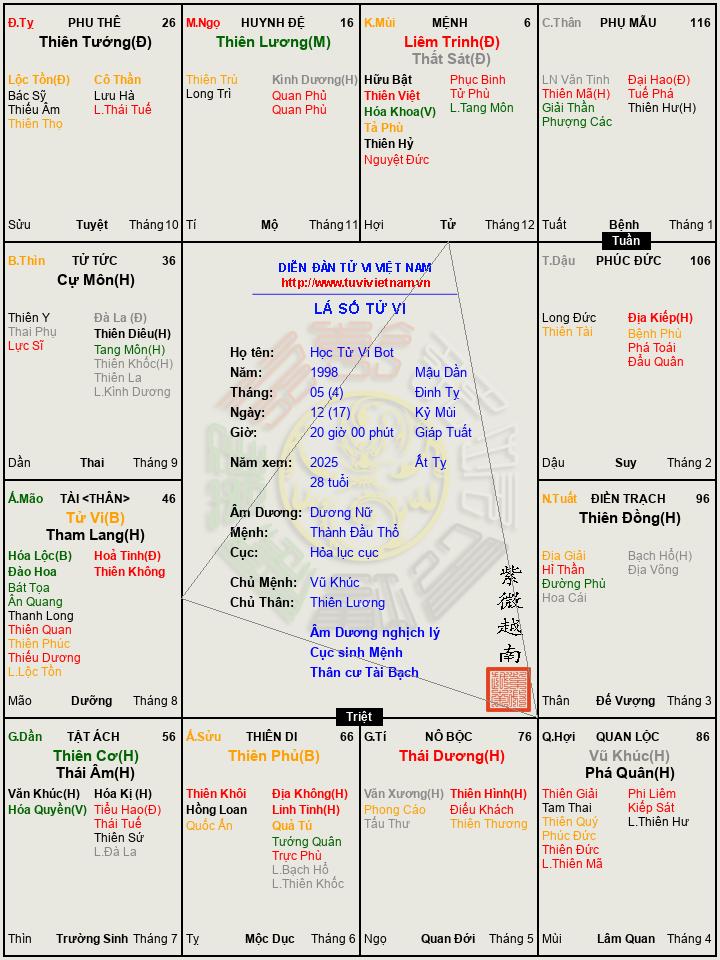 Đ.Tỵ PHU THÊ 26
Thiên Tướng(Đ)
Lộc Tồn(Đ) Cô Thần
Bác Sỹ Lưu Hà
Thiếu Âm L.Thái Tuế
Thiên Thọ
Sửu Tuyệt Tháng 10
M.Ngọ HUYNH ĐỆ 16
Thiên Lương(M)
Thiên Trù Kình Dương(H)
Long Trì Quan Phủ
Quan Phù
Tí Mộ Tháng 11
K.Mùi MỆNH 6
Liêm Trinh(Đ)
Thất Sát(Đ)
Hữu Bật Phục Binh
Thiên Việt Tử Phù
Hóa Khoa(V) L.Tang Môn
Tả Phù
Thiên Hỷ
Nguyệt Đức
Hợi Tử Tháng 12
C.Thân PHỤ MẪU 116
LN Văn Tinh Đại Hao(Đ)
Thiên Mã(H) Tuế Phá
Giải Thần Thiên Hư(H)
Phượng Các
Tuất Bệnh Tháng 1
Tuần
B.Thìn TỬ TỨC 36
Cự Môn(H)
Thiên Y Đà La (Đ)
Thai Phụ Thiên Diêu(H)
Lực Sĩ Tang Môn(H)
Thiên Khốc(H)
Thiên La
L.Kình Dương
Dần Thai Tháng 9
DIỄN ĐÀN TỬ VI VIỆT NAM
http://www.tuvivietnam.vn
LÁ SỐ TỬ VI
Họ tên: Học Tử Vi Bot
Năm: 1998 Mậu Dần
Tháng: 05 (4) Đinh Tỵ
Ngày: 12 (17) Kỷ Mùi
Giờ: 20 giờ 00 phút Giáp Tuất
Năm xem: 2025 Ất Tỵ
28 tuổi
Âm Dương: Dương Nữ
Mệnh: Thành Đầu Thổ
Cục: Hỏa lục cục
Chủ Mệnh: Vũ Khúc
Chủ Thân: Thiên Lương
Âm Dương nghịch lý
Cục sinh Mệnh
Thân cư Tài Bạch
紫微越南
T.Dậu PHÚC ĐỨC 106
Long Đức Địa Kiếp(H)
Thiên Tài Bệnh Phù
Phá Toái
Đẩu Quân
Dậu Suy Tháng 2
Ấ.Mão TÀI <THÂN> 46
Tử Vi(B)
Tham Lang(H)
Hóa Lộc(B) Hoả Tinh(Đ)
Đào Hoa Thiên Không
Bát Tọa
Ân Quang
Thanh Long
Thiên Quan
Thiên Phúc
Thiếu Dương
L.Lộc Tồn
Mão Dưỡng Tháng 8
N.Tuất ĐIỀN TRẠCH 96
Thiên Đồng(H)
Địa Giải Bạch Hổ(H)
Hỉ Thần Địa Võng
Đường Phù
Hoa Cái
Thân Đế Vượng Tháng 3
Triệt
G.Dần TẬT ÁCH 56
Thiên Cơ(H)
Thái Âm(H)
Văn Khúc(H) Hóa Kị (H)
Hóa Quyền(V) Tiểu Hao(Đ)
Thái Tuế
Thiên Sứ
L.Đà La
Thìn Trường Sinh Tháng 7
Ấ.Sửu THIÊN DI 66
Thiên Phủ(B)
Thiên Khôi Địa Không(H)
Hồng Loan Linh Tinh(H)
Quốc Ấn Quả Tú
Tướng Quân
Trực Phù
L.Bạch Hổ
L.Thiên Khốc
Tỵ Mộc Dục Tháng 6
G.Tí NÔ BỘC 76
Thái Dương(H)
Văn Xương(H) Thiên Hình(H)
Phong Cáo Điếu Khách
Tấu Thư Thiên Thương
Ngọ Quan Đới Tháng 5
Q.Hợi QUAN LỘC 86
Vũ Khúc(H)
Phá Quân(H)
Thiên Giải Phi Liêm
Tam Thai Kiếp Sát
Thiên Quý L.Thiên Hư
Phúc Đức
Thiên Đức
L.Thiên Mã
Mùi Lâm Quan Tháng 4